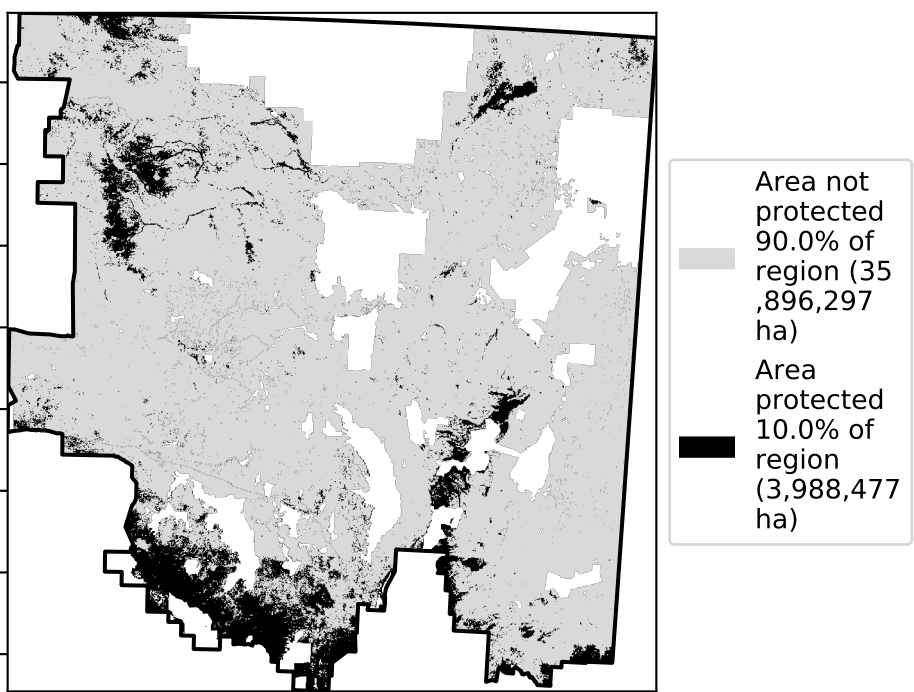 Area not
protected
90.0% of
region (35
,896,297
ha)
Area
protected
10.0% of
region
(3,988,477
ha)